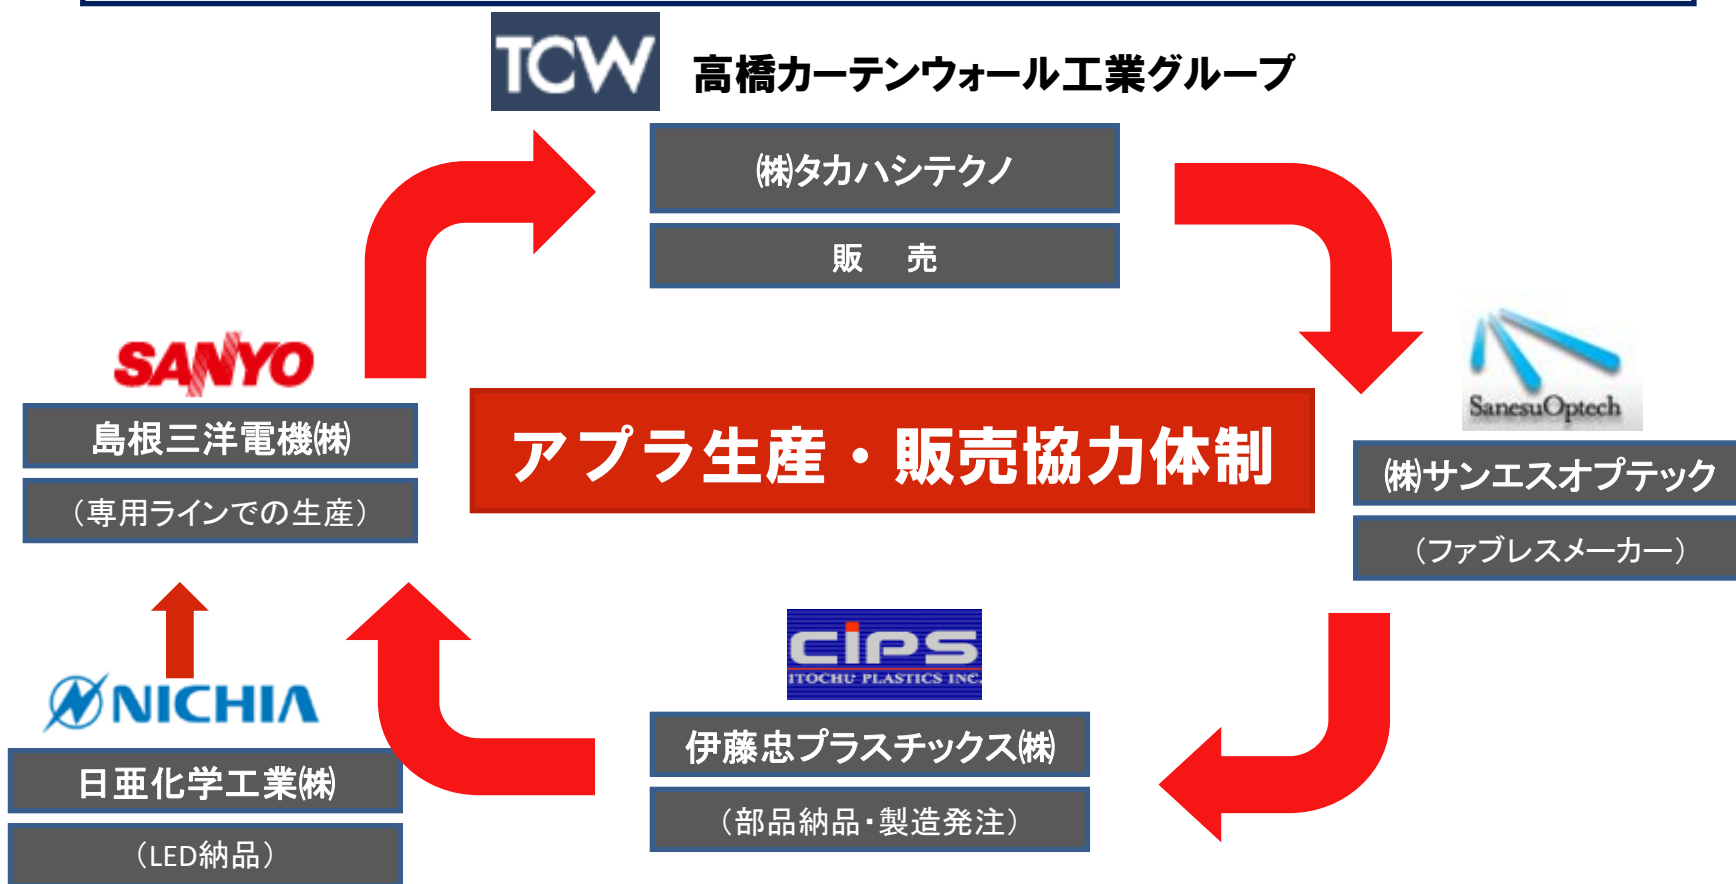 TCW
高橋カーテンウォール工業グループ
㈱タカハシテクノ
販　売
SANYO
島根三洋電機㈱
（専用ラインでの生産）
アプラ生産・販売協力体制
SanesuOptech
㈱サンエスオプテック
（ファブレスメーカー）
NICHIA
日亜化学工業㈱
（LED納品）
CIPS
ITOCHU PLASTICS INC.
伊藤忠プラスチックス㈱
（部品納品・製造発注）